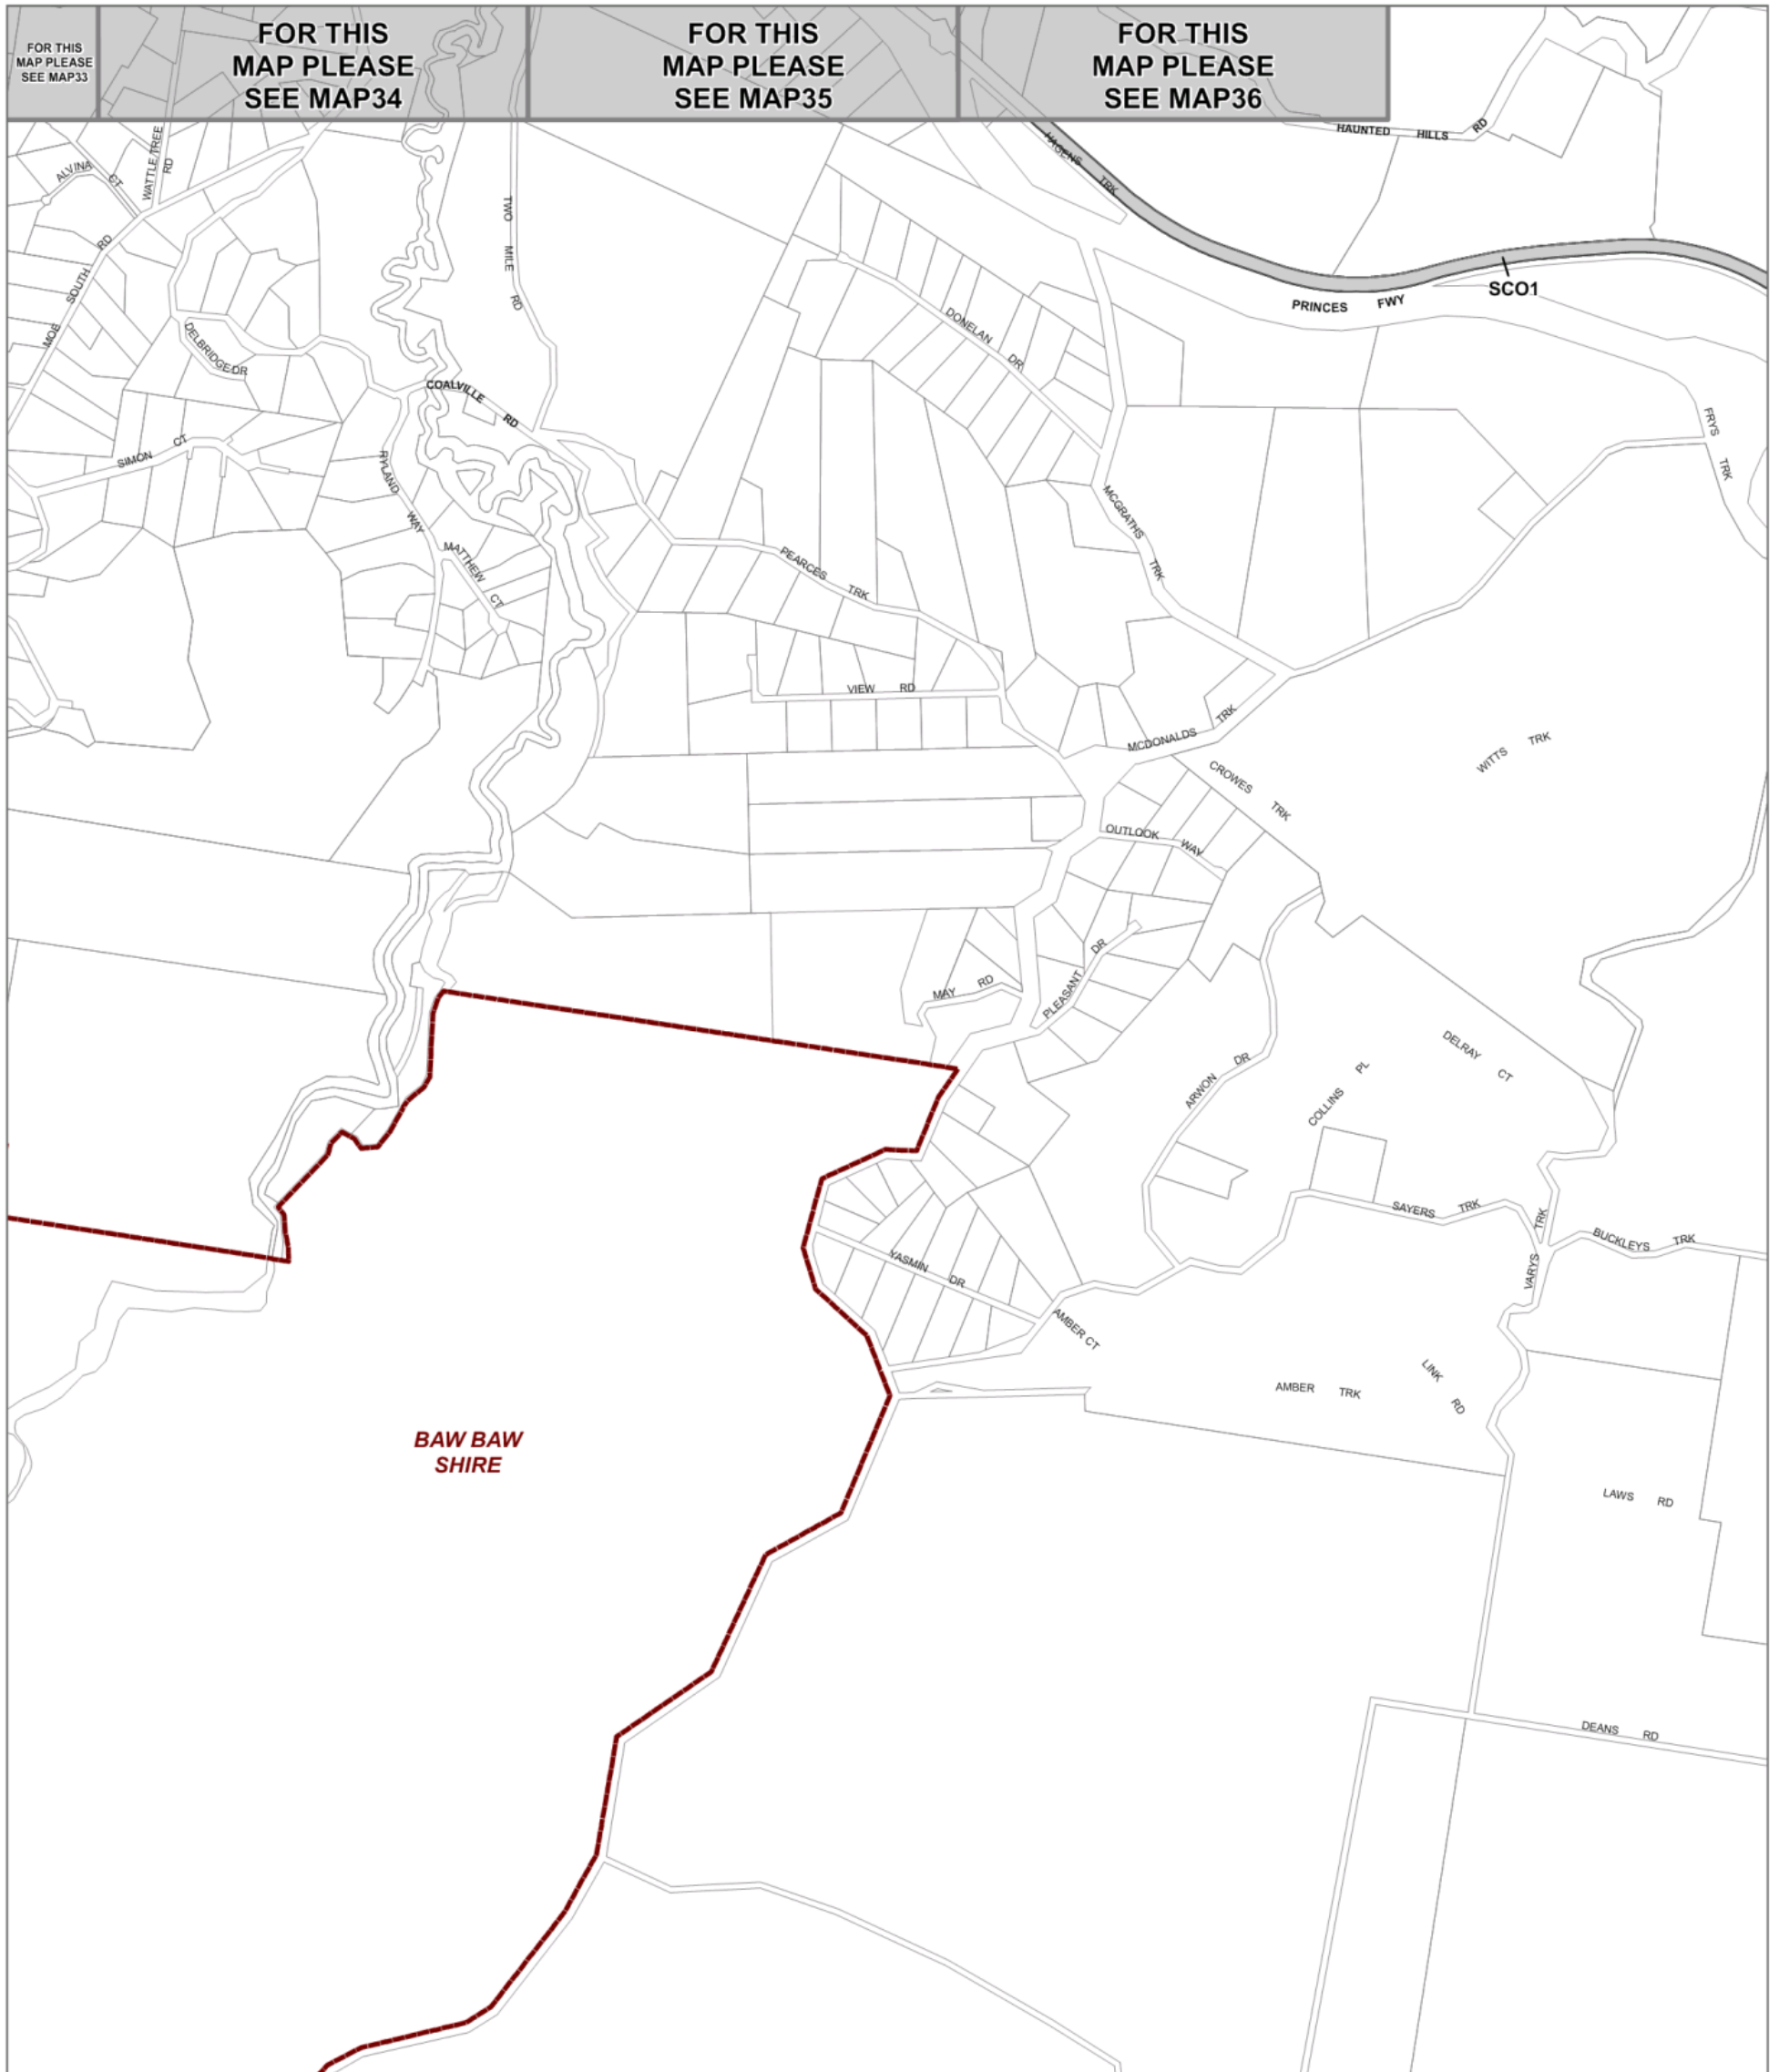 FOR THIS
MAP PLEASE
SEE MAP33
FOR THIS
MAP PLEASE
SEE MAP34
FOR THIS
MAP PLEASE
SEE MAP35
FOR THIS
MAP PLEASE
SEE MAP36
HAUNTED HILLS RD
HAGENS TRK
ALVINA CT
WATTLE TREE RD
TWO MILE RD
MOE SOUTH RD
PRINCES FWY
SCO1
DONELAN DR
DELBRIDGE DR
COALVILLE RD
FRYS TRK
SIMON CT
RYLAND WAY
MCGRATHS TRK
MATTHEW CT
PEARCES TRK
VIEW RD
MCDONALDS TRK
WITTS TRK
CROWES TRK
OUTLOOK WAY
PLEASANT DR
MAY RD
ARWON DR
COLLINS PL
DELRAY CT
SAYERS TRK
VARYS TRK
BUCKLEYS TRK
YASMIN DR
AMBER CT
AMBER TRK
LINK RD
BAW BAW
SHIRE
LAWS RD
DEANS RD